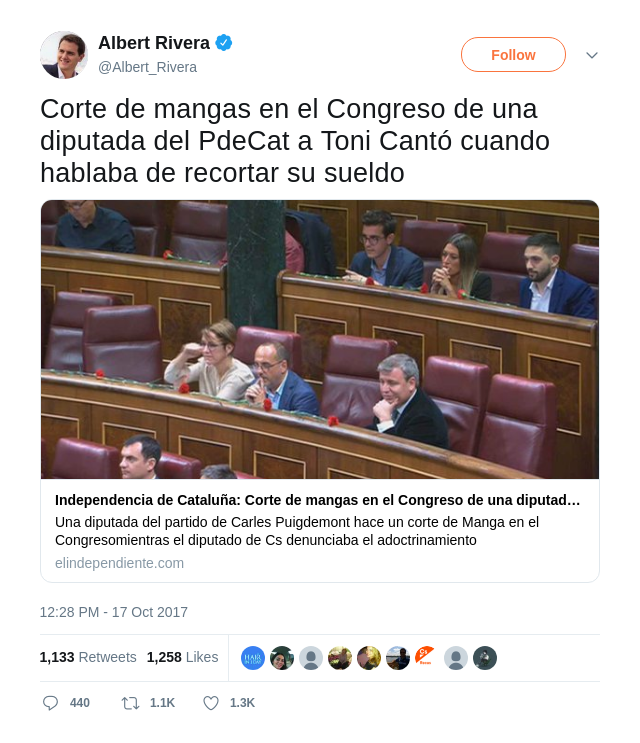 Albert Rivera
@Albert_Rivera
Follow
Corte de mangas en el Congreso de una
diputada del PdeCat a Toni Cantó cuando
hablaba de recortar su sueldo
Independencia de Cataluña: Corte de mangas en el Congreso de una diputad…
Una diputada del partido de Carles Puigdemont hace un corte de Manga en el
Congresomientras el diputado de Cs denunciaba el adoctrinamiento
elindependiente.com
12:28 PM - 17 Oct 2017
1,133 Retweets 1,258 Likes
440 1.1K 1.3K